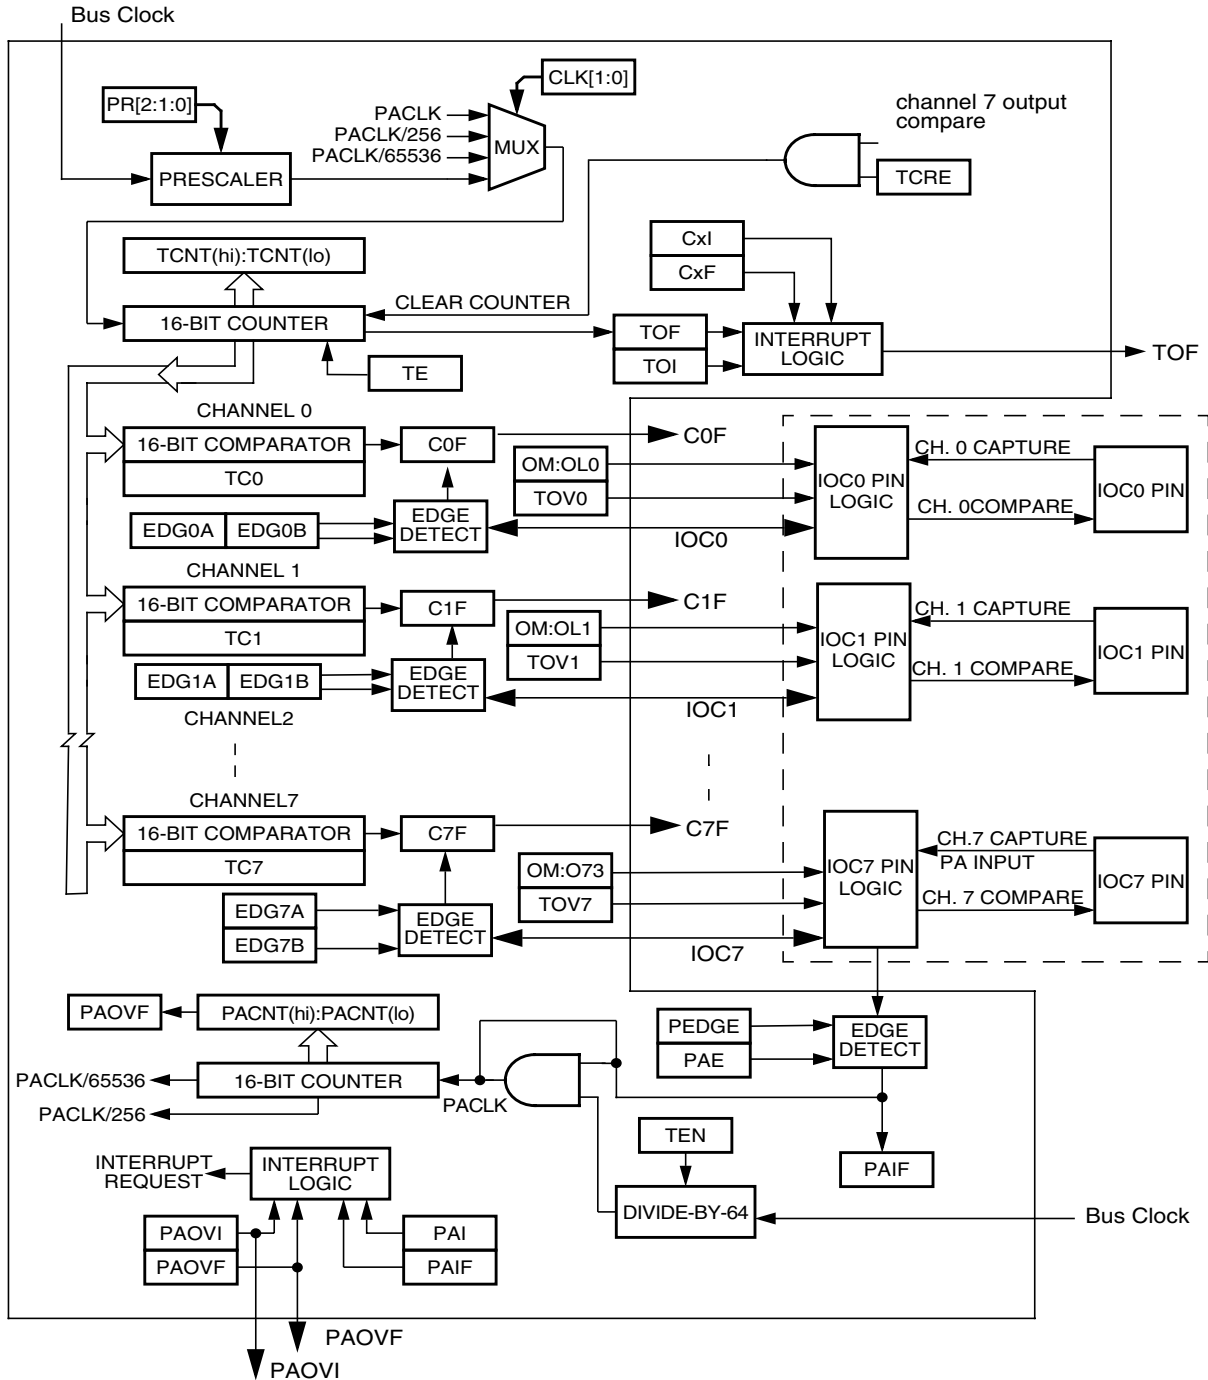 Bus Clock
PR[2:1:0]
CLK[1:0]
PACLK
PACLK/256
PACLK/65536
MUX
PRESCALER
channel 7 output
compare
TCRE
TCNT(hi):TCNT(lo)
CxI
CxF
CLEAR COUNTER
16-BIT COUNTER
TOF
TOI
INTERRUPT
LOGIC
TOF
TE
CHANNEL 0
16-BIT COMPARATOR
TC0
C0F
C0F
OM:OL0
TOV0
EDG0A
EDG0B
EDGE
DETECT
IOC0
IOC0 PIN
LOGIC
CH. 0 CAPTURE
CH. 0COMPARE
IOC0 PIN
CHANNEL 1
16-BIT COMPARATOR
TC1
C1F
C1F
OM:OL1
TOV1
EDG1A
EDG1B
EDGE
DETECT
IOC1
IOC1 PIN
LOGIC
CH. 1 CAPTURE
CH. 1 COMPARE
IOC1 PIN
CHANNEL2
CHANNEL7
16-BIT COMPARATOR
TC7
C7F
C7F
OM:O73
TOV7
EDG7A
EDG7B
EDGE
DETECT
IOC7
IOC7 PIN
LOGIC
CH.7 CAPTURE
PA INPUT
CH. 7 COMPARE
IOC7 PIN
PAOVF
PACNT(hi):PACNT(lo)
PEDGE
PAE
EDGE
DETECT
PACLK/65536
16-BIT COUNTER
PACLK
PACLK/256
TEN
PAIF
INTERRUPT
REQUEST
INTERRUPT
LOGIC
DIVIDE-BY-64
Bus Clock
PAOVI
PAOVF
PAI
PAIF
PAOVF
PAOVI